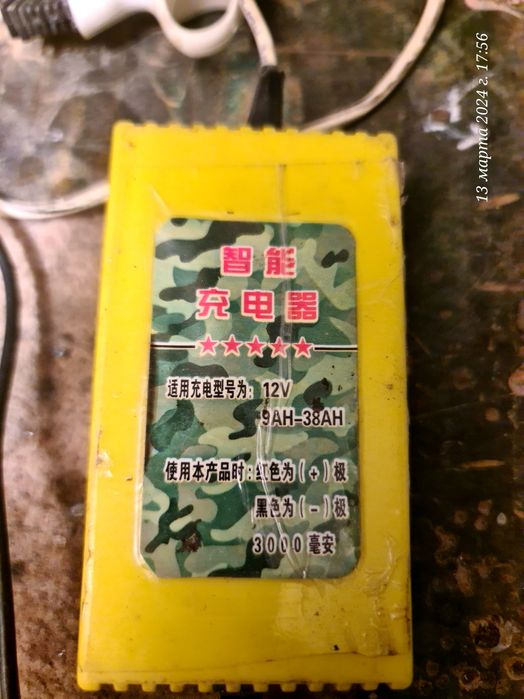 13 марта 2024 г. 17:56
智能
充电器
★★★★★
适用充电型号为: 12V
9AH-38AH
使用本产品时: 红色为(+)极
黑色为(-)极
3000毫安